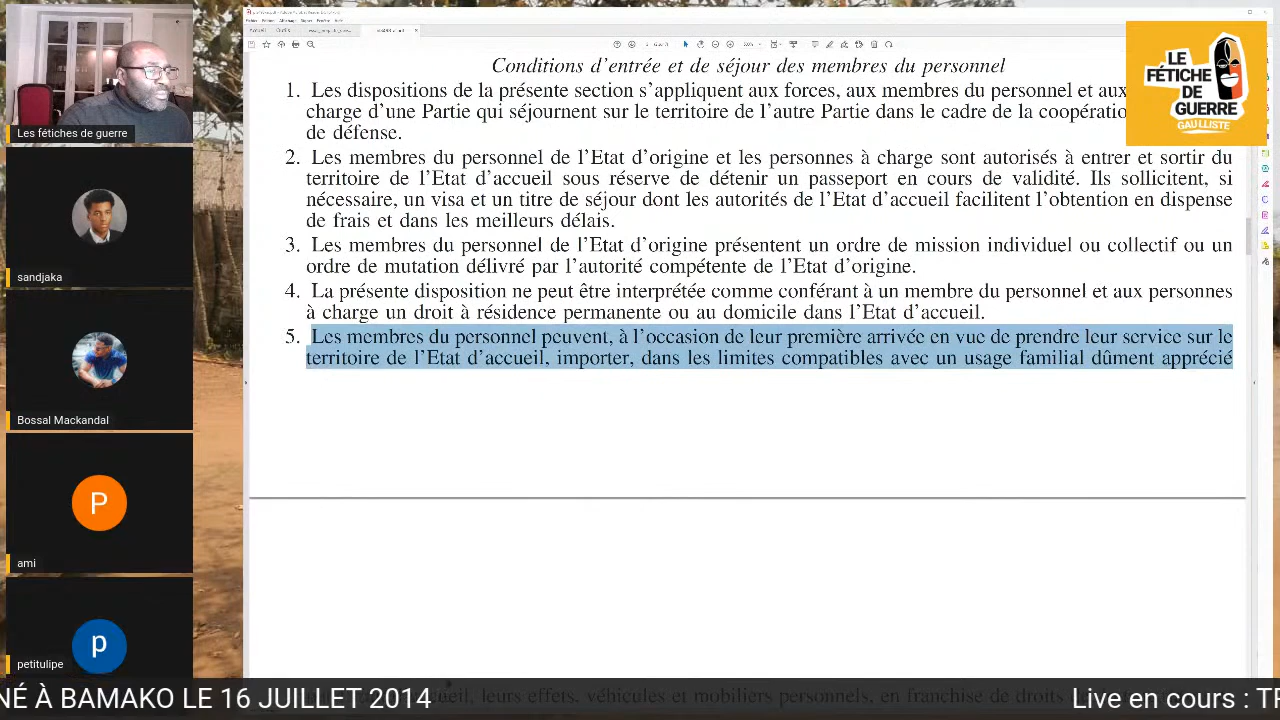 Les fétiches de guerre
sandjaka
Bossal Mackandal
P
ami
p
petitulipe
Accueil Outils
LE
FÉTICHE
DE
GUERRE
GAULLISTE
Conditions d'entrée et de séjour des membres du personnel
1. Les dispositions de la présente section s'appliquent aux forces, aux membres du personnel et aux
charge d'une Partie qui séjournent sur le territoire de l'autre Partie dans le cadre de la coopératio
de défense.
2. Les membres du personnel de l'Etat d'origine et les personnes à charge sont autorisés à entrer et sortir du
territoire de l'Etat d'accueil sous réserve de détenir un passeport en cours de validité. Ils sollicitent, si
nécessaire, un visa et un titre de séjour dont les autorités de l'Etat d'accueil facilitent l'obtention en dispense
de frais et dans les meilleurs délais.
3. Les membres du personnel de l'Etat d'origine présentent un ordre de mission individuel ou collectif ou un
ordre de mutation délivré par l'autorité compétente de l'Etat d'origine.
4. La présente disposition ne peut être interprétée comme conférant à un membre du personnel et aux personnes
à charge un droit à résidence permanente ou au domicile dans l'Etat d'accueil.
5. Les membres du personnel peuvent, à l'occasion de leur première arrivée en vue de prendre leur service sur le
territoire de l'Etat d'accueil, importer, dans les limites compatibles avec un usage familial dûment apprécié
leurs effets, véhicules et mobiliers personnels, en franchise de droits
NÉ À BAMAKO LE 16 JUILLET 2014 Live en cours :